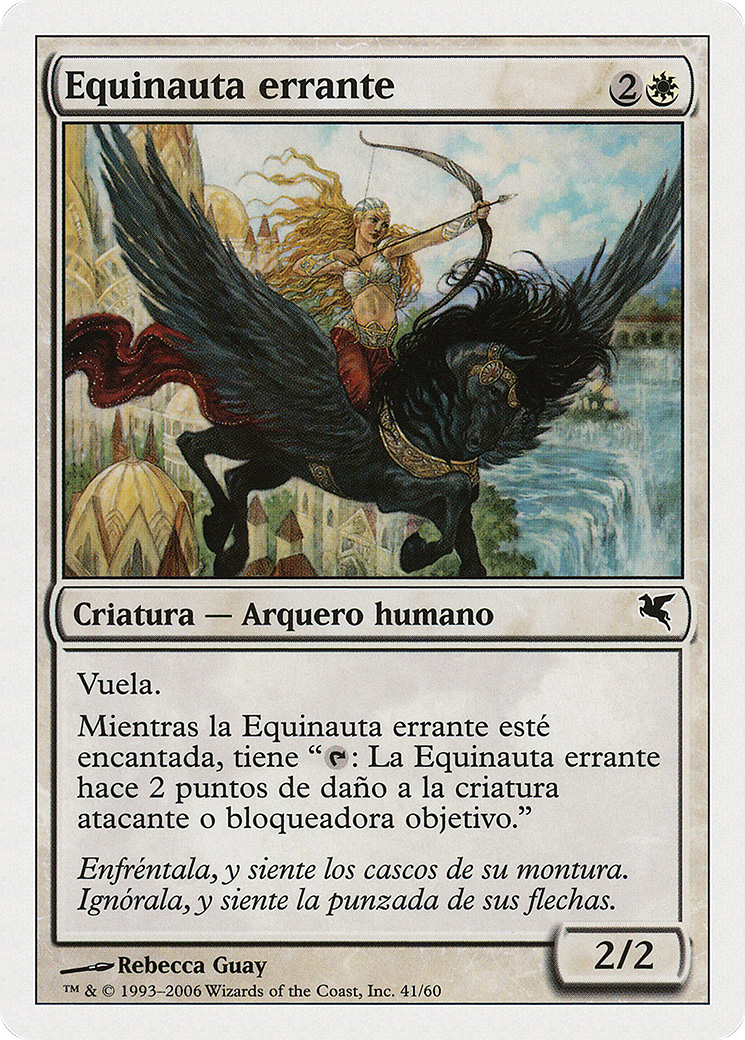 Equinauta errante 2
Criatura — Arquero humano
Vuela.
Mientras la Equinauta errante esté
encantada, tiene “: La Equinauta errante
hace 2 puntos de daño a la criatura
atacante o bloqueadora objetivo.”
Enfréntala, y siente los cascos de su montura.
Ignórala, y siente la punzada de sus flechas.
2/2
Rebecca Guay
™ & © 1993–2006 Wizards of the Coast, Inc. 41/60